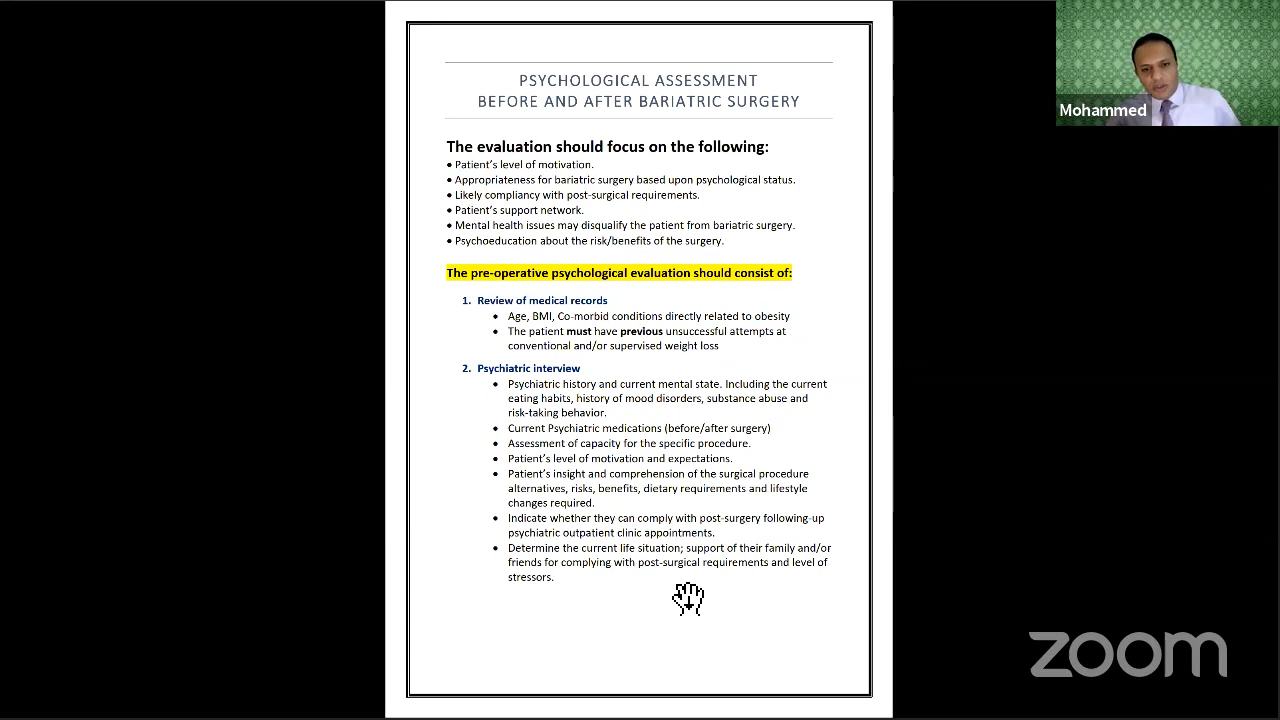 PSYCHOLOGICAL ASSESSMENT
BEFORE AND AFTER BARIATRIC SURGERY
The evaluation should focus on the following:
• Patient's level of motivation.
• Appropriateness for bariatric surgery based upon psychological status.
• Likely compliancy with post-surgical requirements.
• Patient's support network.
• Mental health issues may disqualify the patient from bariatric surgery.
• Psychoeducation about the risk/benefits of the surgery.
The pre-operative psychological evaluation should consist of:
1. Review of medical records
• Age, BMI, Co-morbid conditions directly related to obesity
• The patient must have previous unsuccessful attempts at
conventional and/or supervised weight loss
2. Psychiatric interview
• Psychiatric history and current mental state. Including the current
eating habits, history of mood disorders, substance abuse and
risk-taking behavior.
• Current Psychiatric medications (before/after surgery)
• Assessment of capacity for the specific procedure.
• Patient's level of motivation and expectations.
• Patient's insight and comprehension of the surgical procedure
alternatives, risks, benefits, dietary requirements and lifestyle
changes required.
• Indicate whether they can comply with post-surgery following-up
psychiatric outpatient clinic appointments.
• Determine the current life situation; support of their family and/or
friends for complying with post-surgical requirements and level of
stressors.
Mohammed
zoom